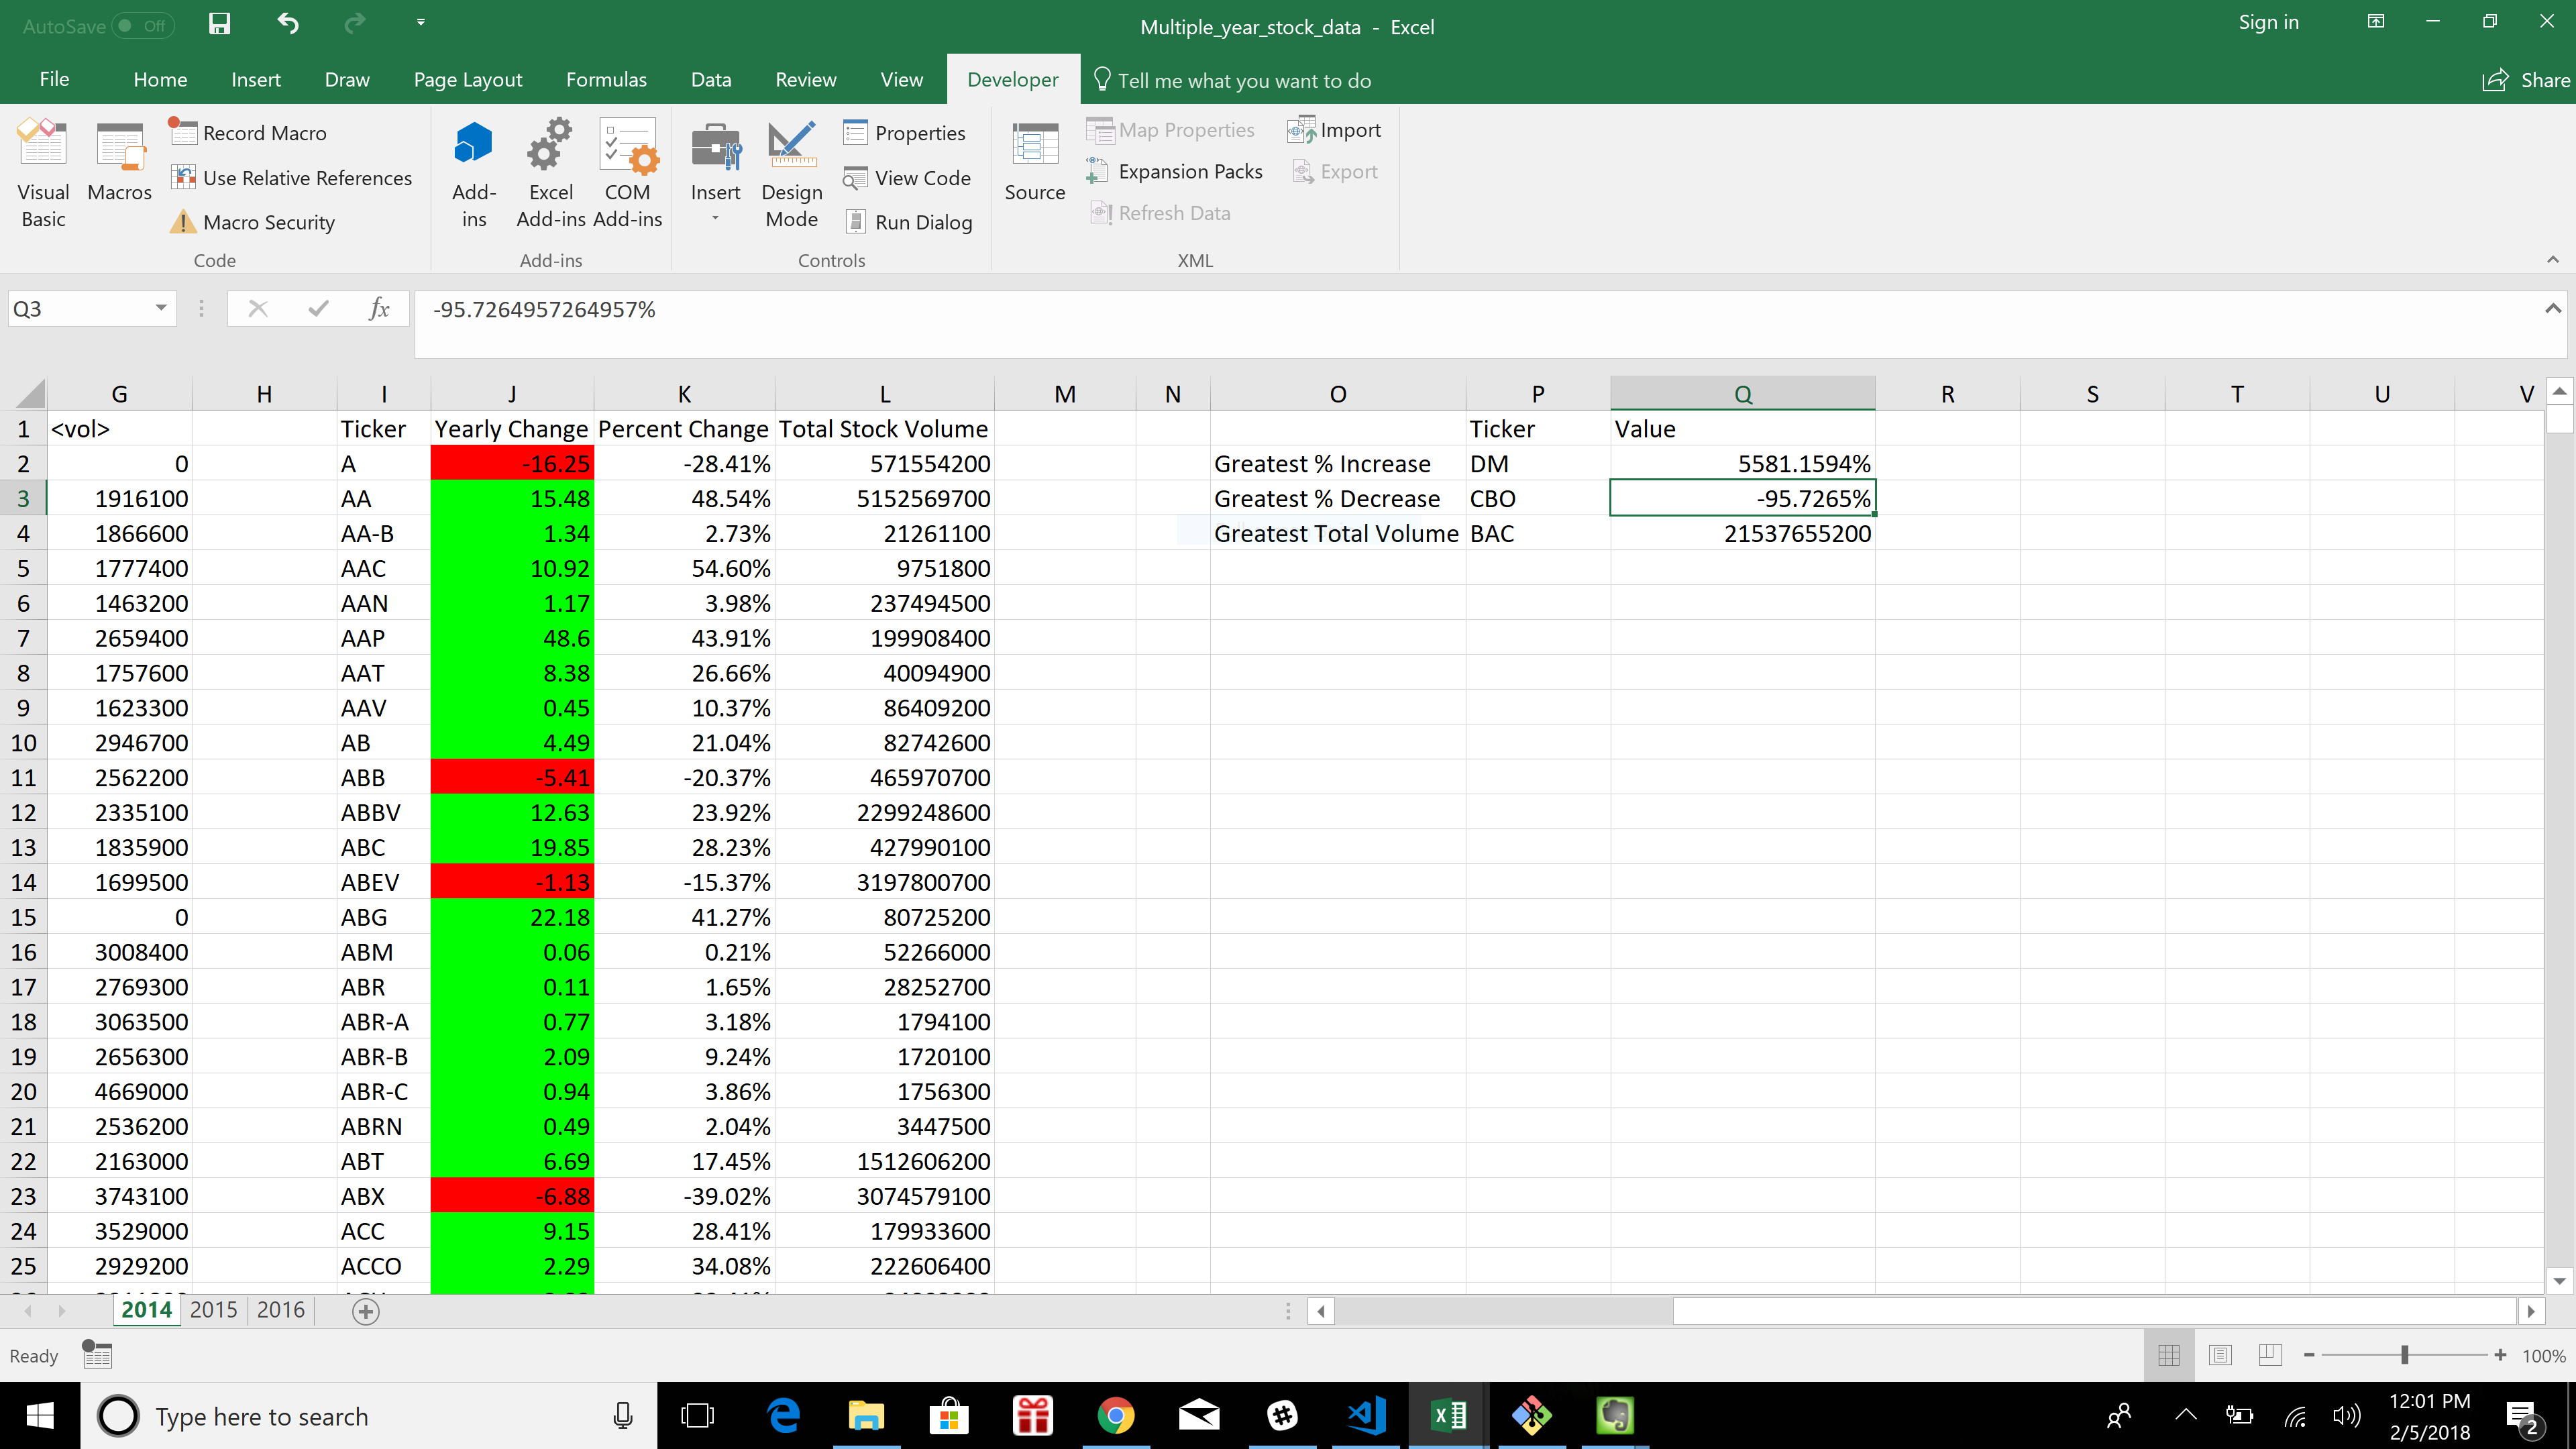 AutoSave Off
Multiple_year_stock_data - Excel
Sign in
File Home Insert Draw Page Layout Formulas Data Review View Developer Tell me what you want to do Share
Visual Basic
Macros
Record Macro
Use Relative References
Macro Security
Code
Add-ins
Excel Add-ins
COM Add-ins
Add-ins
Insert
Design Mode
Properties
View Code
Run Dialog
Controls
Source
Map Properties
Expansion Packs
Refresh Data
Import
Export
XML
Q3 fx -95.7264957264957%
G H I J K L M N O P Q R S T U V
1 <vol> Ticker Yearly Change Percent Change Total Stock Volume Ticker Value
2 0 A -16.25 -28.41% 571554200 Greatest % Increase DM 5581.1594%
3 1916100 AA 15.48 48.54% 5152569700 Greatest % Decrease CBO -95.7265%
4 1866600 AA-B 1.34 2.73% 21261100 Greatest Total Volume BAC 21537655200
5 1777400 AAC 10.92 54.60% 9751800
6 1463200 AAN 1.17 3.98% 237494500
7 2659400 AAP 48.6 43.91% 199908400
8 1757600 AAT 8.38 26.66% 40094900
9 1623300 AAV 0.45 10.37% 86409200
10 2946700 AB 4.49 21.04% 82742600
11 2562200 ABB -5.41 -20.37% 465970700
12 2335100 ABBV 12.63 23.92% 2299248600
13 1835900 ABC 19.85 28.23% 427990100
14 1699500 ABEV -1.13 -15.37% 3197800700
15 0 ABG 22.18 41.27% 80725200
16 3008400 ABM 0.06 0.21% 52266000
17 2769300 ABR 0.11 1.65% 28252700
18 3063500 ABR-A 0.77 3.18% 1794100
19 2656300 ABR-B 2.09 9.24% 1720100
20 4669000 ABR-C 0.94 3.86% 1756300
21 2536200 ABRN 0.49 2.04% 3447500
22 2163000 ABT 6.69 17.45% 1512606200
23 3743100 ABX -6.88 -39.02% 3074579100
24 3529000 ACC 9.15 28.41% 179933600
25 2929200 ACCO 2.29 34.08% 222606400
2014 2015 2016
Ready 100%
Type here to search
12:01 PM
2/5/2018
2